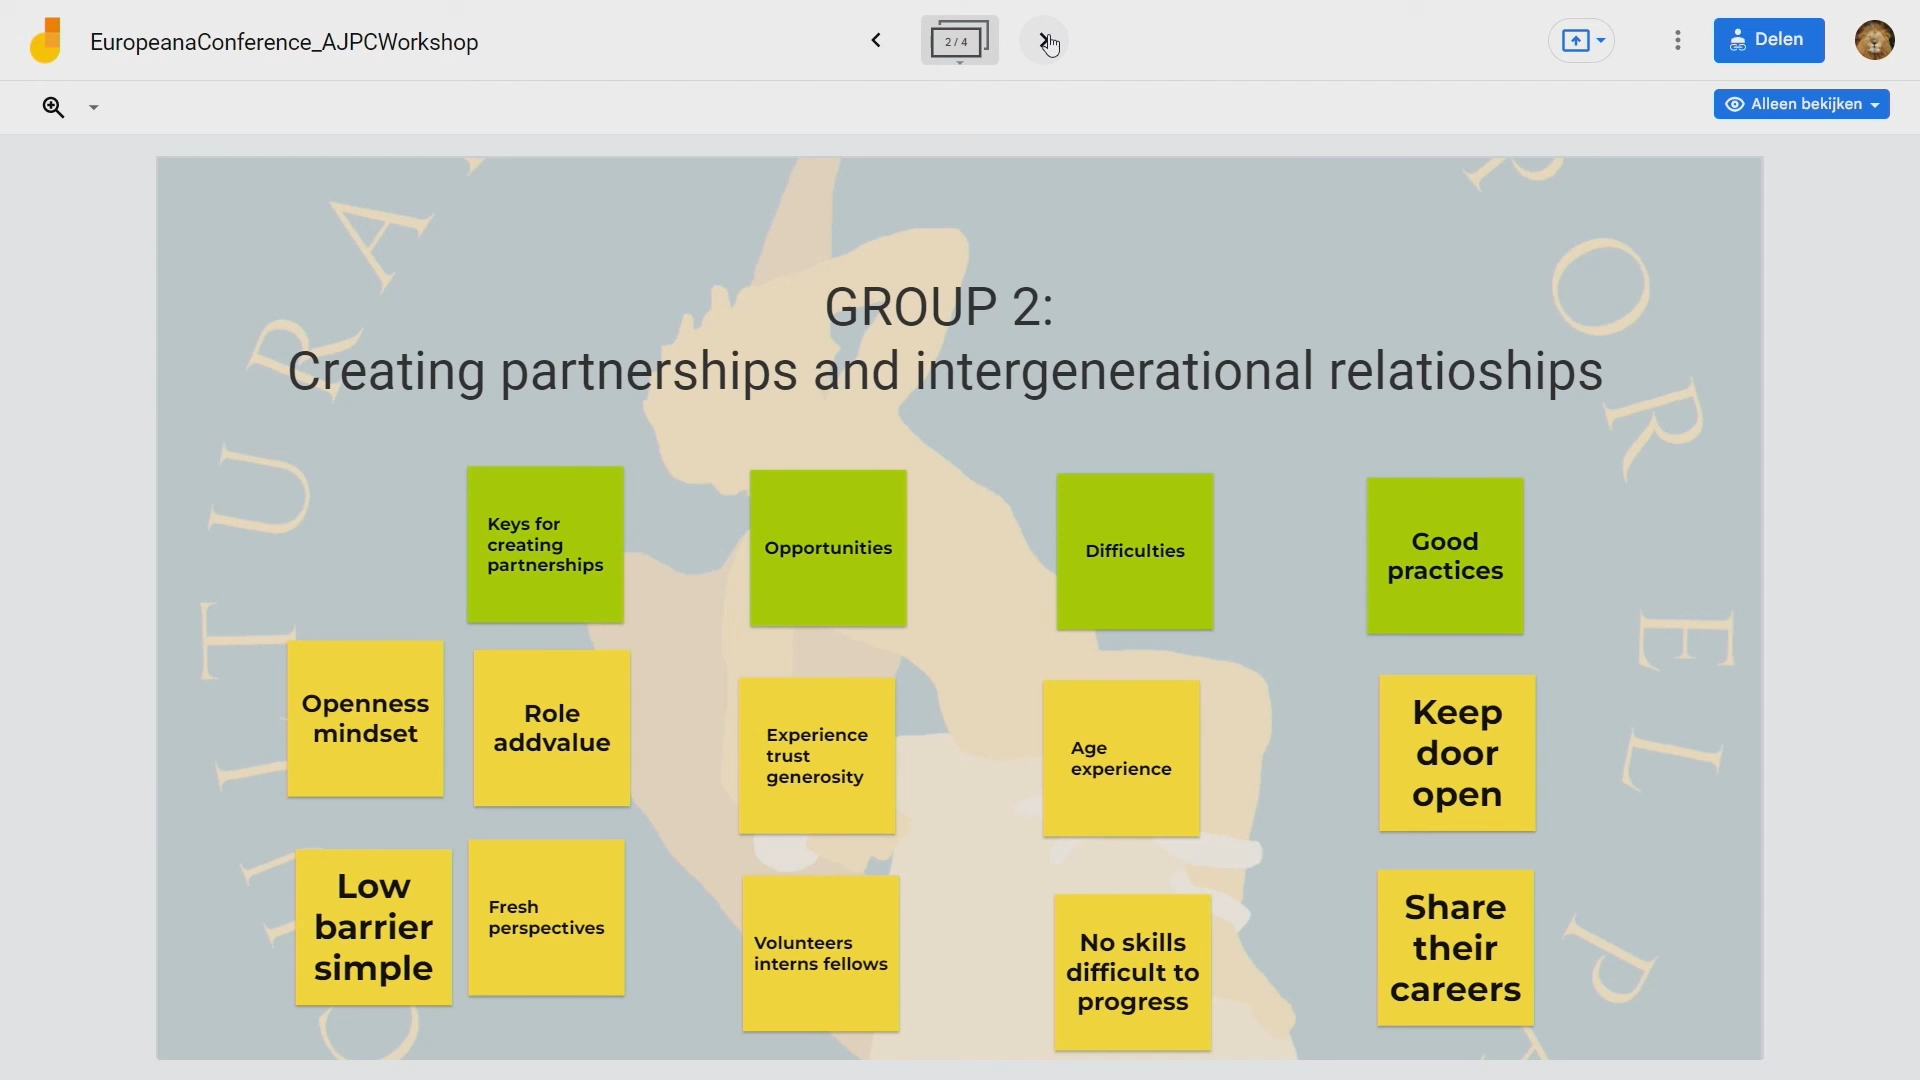 EuropeanaConference_AJPCWorkshop
2 / 4
Delen
Alleen bekijken
GROUP 2:
Creating partnerships and intergenerational relatioships
Keys for
creating
partnerships
Opportunities
Difficulties
Good
practices
Openness
mindset
Role
addvalue
Experience
trust
generosity
Age
experience
Keep
door
open
Low
barrier
simple
Fresh
perspectives
Volunteers
interns fellows
No skills
difficult to
progress
Share
their
careers